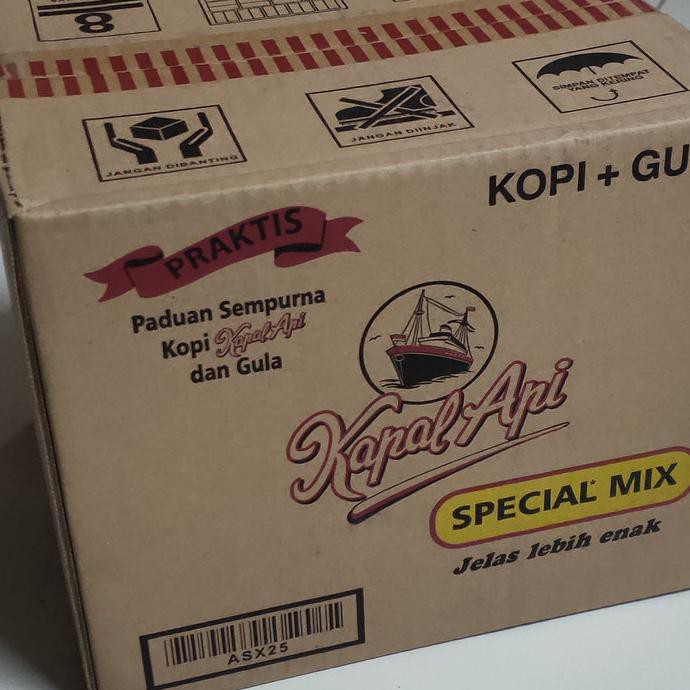 8
JANGAN DIBANTING
JANGAN DIINJAK
SIMPAN DITEMPAT
YANG KERING
KOPI + GU
PRAKTIS
Paduan Sempurna
Kopi Kapal Api
dan Gula
Kapal Api
SPECIAL* MIX
Jelas lebih enak
ASX25